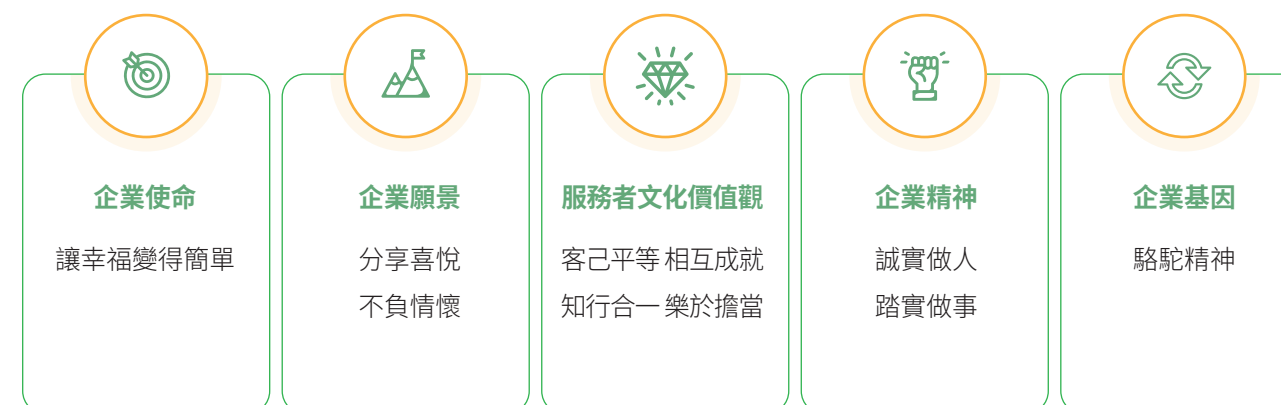 企業使命
讓幸福變得簡單
企業願景
分享喜悅
不負情懷
服務者文化價值觀
客己平等 相互成就
知行合一 樂於擔當
企業精神
誠實做人
踏實做事
企業基因
駱駝精神